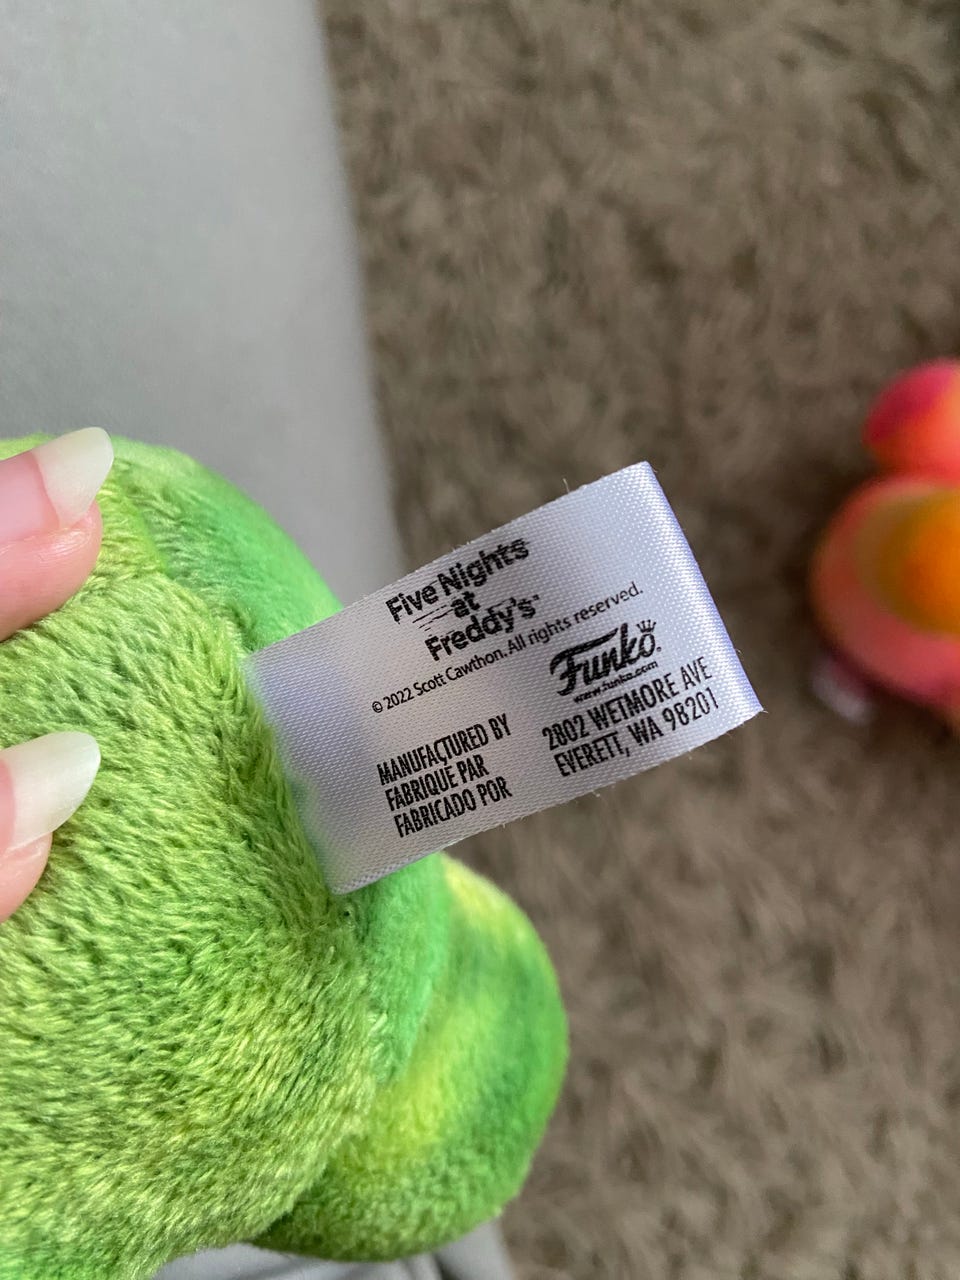 Five Nights
at
Freddy's™
© 2022 Scott Cawthon. All rights reserved.
MANUFACTURED BY
FABRIQUE PAR
FABRICADO POR
Funko®
www.funko.com
2802 WETMORE AVE
EVERETT, WA 98201